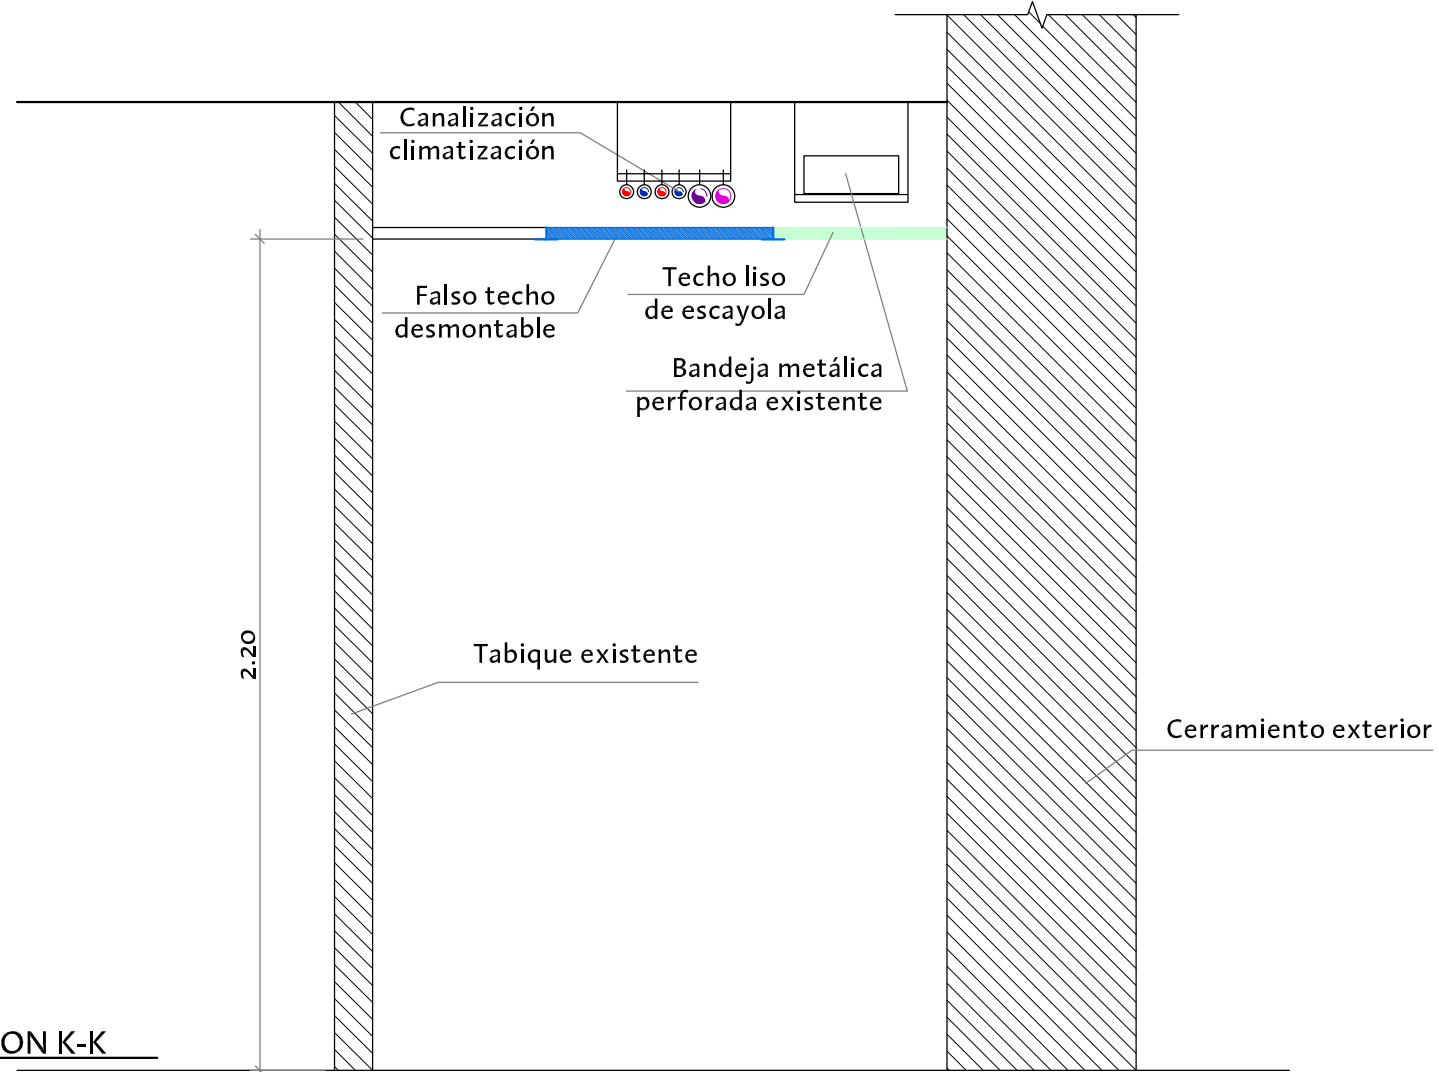 Canalización
climatización
Falso techo
desmontable
Techo liso
de escayola
Bandeja metálica
perforada existente
2.20
Tabique existente
Cerramiento exterior
ON K-K